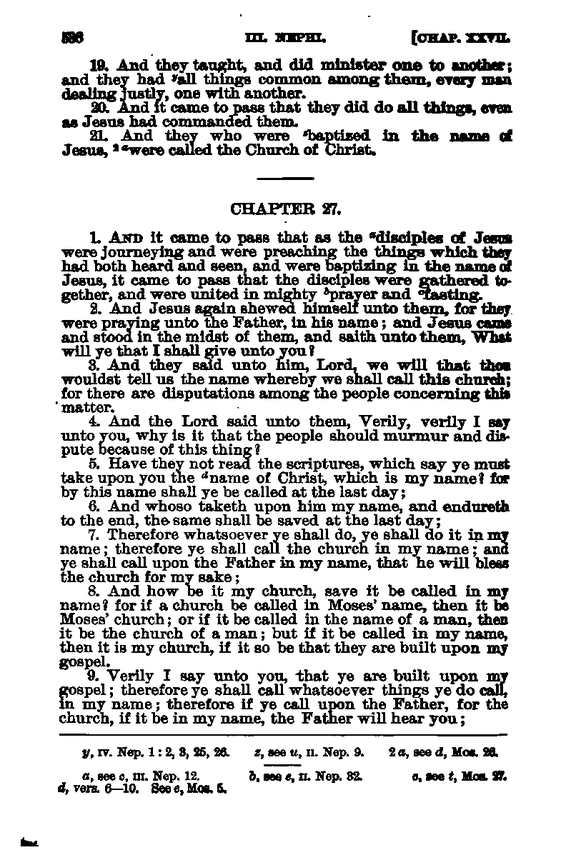 536 III. NEPHI. [CHAP. XXVII.
19. And they taught, and did minister one to another;
and they had ʸall things common among them, every man
dealing justly, one with another.
20. And it came to pass that they did do all things, even
as Jesus had commanded them.
21. And they who were ᶻbaptized in the name of
Jesus, ²ᵃwere called the Church of Christ.
CHAPTER 27.
1. AND it came to pass that as the ᵃdisciples of Jesus
were journeying and were preaching the things which they
had both heard and seen, and were baptizing in the name of
Jesus, it came to pass that the disciples were gathered to-
gether, and were united in mighty ᵇprayer and ᶜfasting.
2. And Jesus again shewed himself unto them, for they
were praying unto the Father, in his name; and Jesus came
and stood in the midst of them, and saith unto them, What
will ye that I shall give unto you?
3. And they said unto him, Lord, we will that thou
wouldst tell us the name whereby we shall call this church;
for there are disputations among the people concerning this
matter.
4. And the Lord said unto them, Verily, verily I say
unto you, why is it that the people should murmur and dis-
pute because of this thing?
5. Have they not read the scriptures, which say ye must
take upon you the ᵈname of Christ, which is my name? for
by this name shall ye be called at the last day;
6. And whoso taketh upon him my name, and endureth
to the end, the same shall be saved at the last day;
7. Therefore whatsoever ye shall do, ye shall do it in my
name; therefore ye shall call the church in my name; and
ye shall call upon the Father in my name, that he will bless
the church for my sake;
8. And how be it my church, save it be called in my
name? for if a church be called in Moses' name, then it be
Moses' church; or if it be called in the name of a man, then
it be the church of a man; but if it be called in my name,
then it is my church, if it so be that they are built upon my
gospel.
9. Verily I say unto you, that ye are built upon my
gospel; therefore ye shall call whatsoever things ye do call,
in my name; therefore if ye call upon the Father, for the
church, if it be in my name, the Father will hear you;
y, IV. Nep. 1:2, 3, 25, 26. z, see u, II. Nep. 9. 2a, see d, Mos. 26.
a, see c, III. Nep. 12. b, see e, II. Nep. 32. c, see t, Mos. 27.
d, vers. 6—10. See e, Mos. 5.